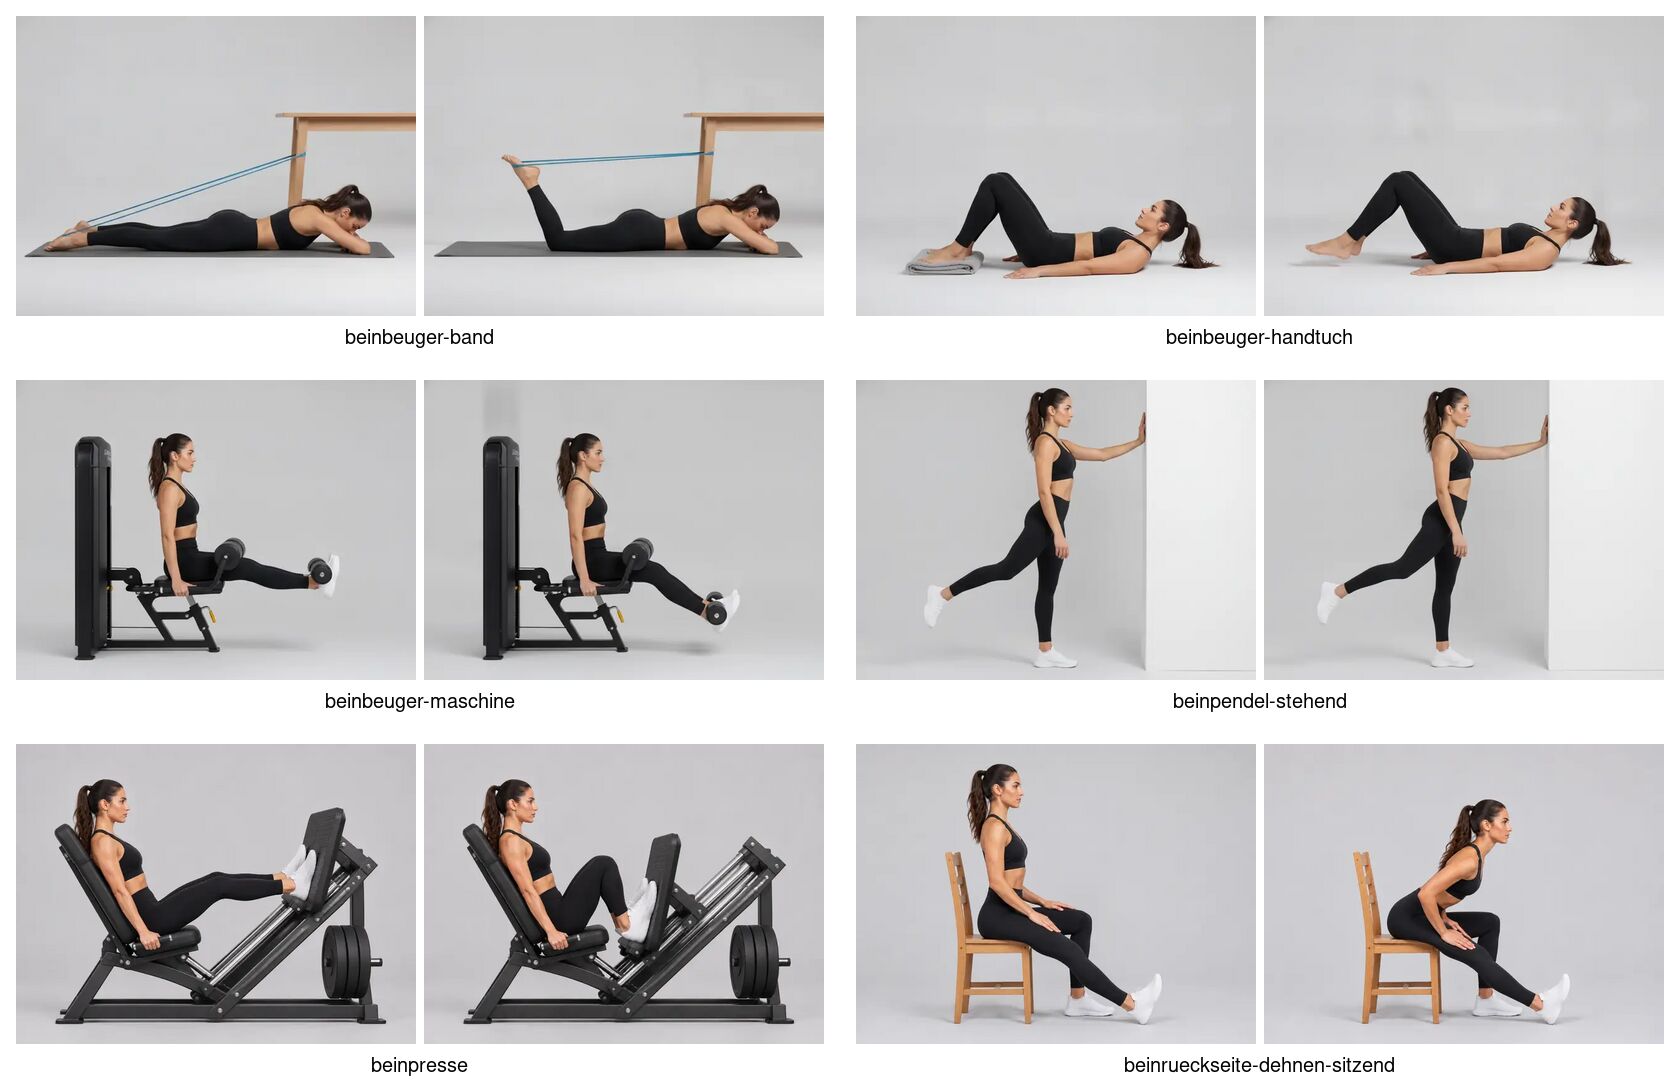 beinbeuger-band
beinbeuger-handtuch
beinbeuger-maschine
beinpendel-stehend
beinpresse
beinrueckseite-dehnen-sitzend